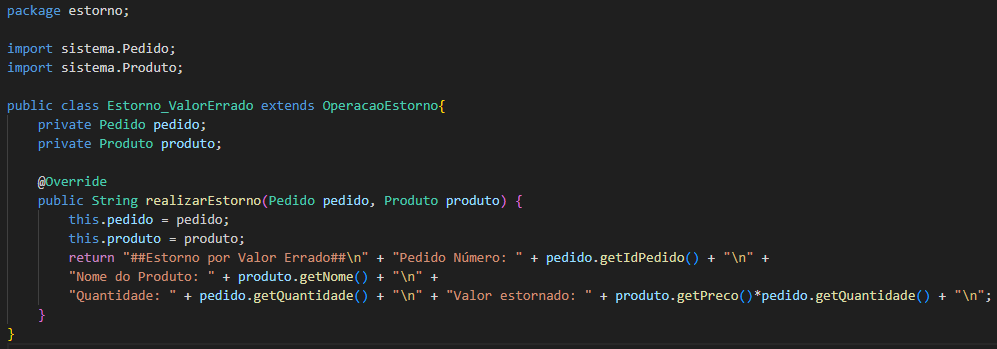 package estorno;
import sistema.Pedido;
import sistema.Produto;
public class Estorno_ValorErrado extends OperacaoEstorno{
    private Pedido pedido;
    private Produto produto;
    @Override
    public String realizarEstorno(Pedido pedido, Produto produto) {
        this.pedido = pedido;
        this.produto = produto;
        return "##Estorno por Valor Errado##\n" + "Pedido Número: " + pedido.getIdPedido() + "\n" +
        "Nome do Produto: " + produto.getNome() + "\n" +
        "Quantidade: " + pedido.getQuantidade() + "\n" + "Valor estornado: " + produto.getPreco()*pedido.getQuantidade() + "\n";
    }
}